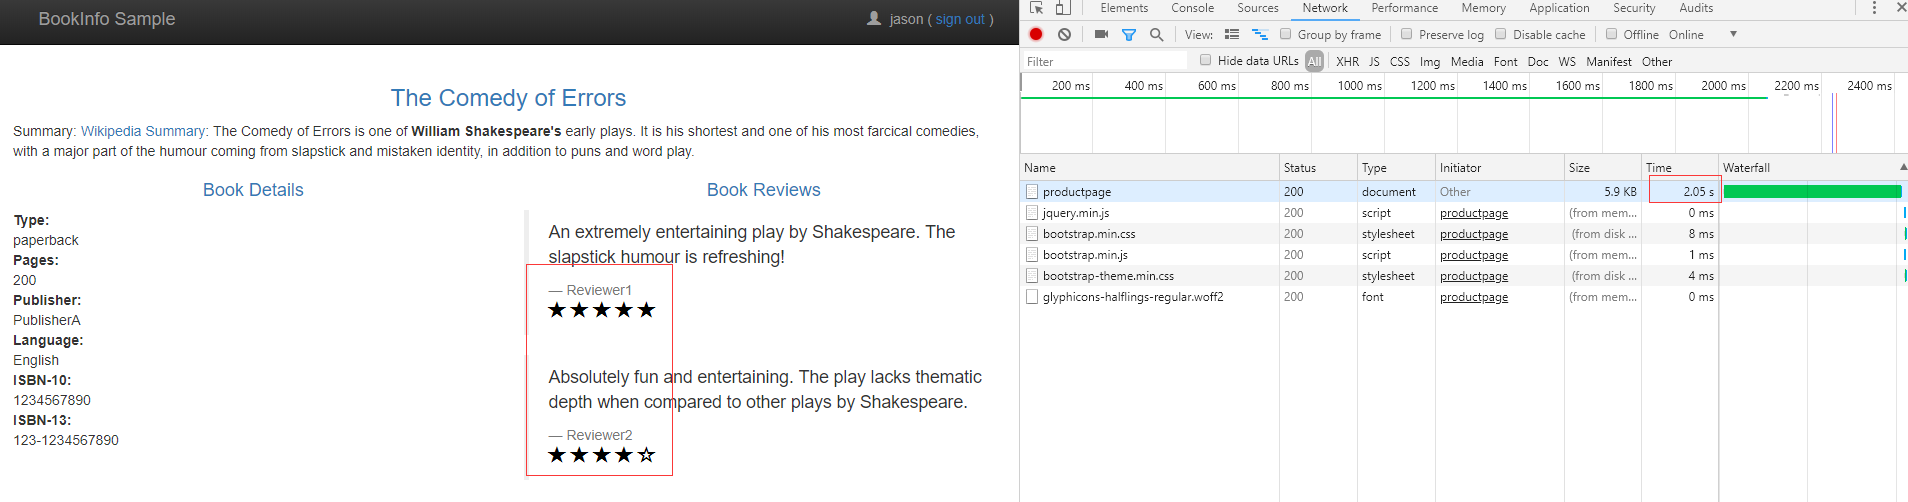 BookInfo Sample
jason ( sign out )
The Comedy of Errors
Summary: Wikipedia Summary: The Comedy of Errors is one of William Shakespeare's early plays. It is his shortest and one of his most farcical comedies,
with a major part of the humour coming from slapstick and mistaken identity, in addition to puns and word play.
Book Details
Type:
paperback
Pages:
200
Publisher:
PublisherA
Language:
English
ISBN-10:
1234567890
ISBN-13:
123-1234567890
Book Reviews
An extremely entertaining play by Shakespeare. The
slapstick humour is refreshing!
— Reviewer1
★★★★★
Absolutely fun and entertaining. The play lacks thematic
depth when compared to other plays by Shakespeare.
— Reviewer2
★★★★☆
Elements Console Sources Network Performance Memory Application Security Audits
View: Group by frame Preserve log Disable cache Offline Online
Filter Hide data URLs All XHR JS CSS Img Media Font Doc WS Manifest Other
200 ms 400 ms 600 ms 800 ms 1000 ms 1200 ms 1400 ms 1600 ms 1800 ms 2000 ms 2200 ms 2400 ms
Name Status Type Initiator Size Time Waterfall
productpage 200 document Other 5.9 KB 2.05 s
jquery.min.js 200 script productpage (from mem... 0 ms
bootstrap.min.css 200 stylesheet productpage (from disk ... 8 ms
bootstrap.min.js 200 script productpage (from mem... 1 ms
bootstrap-theme.min.css 200 stylesheet productpage (from disk ... 4 ms
glyphicons-halflings-regular.woff2 200 font productpage (from mem... 0 ms